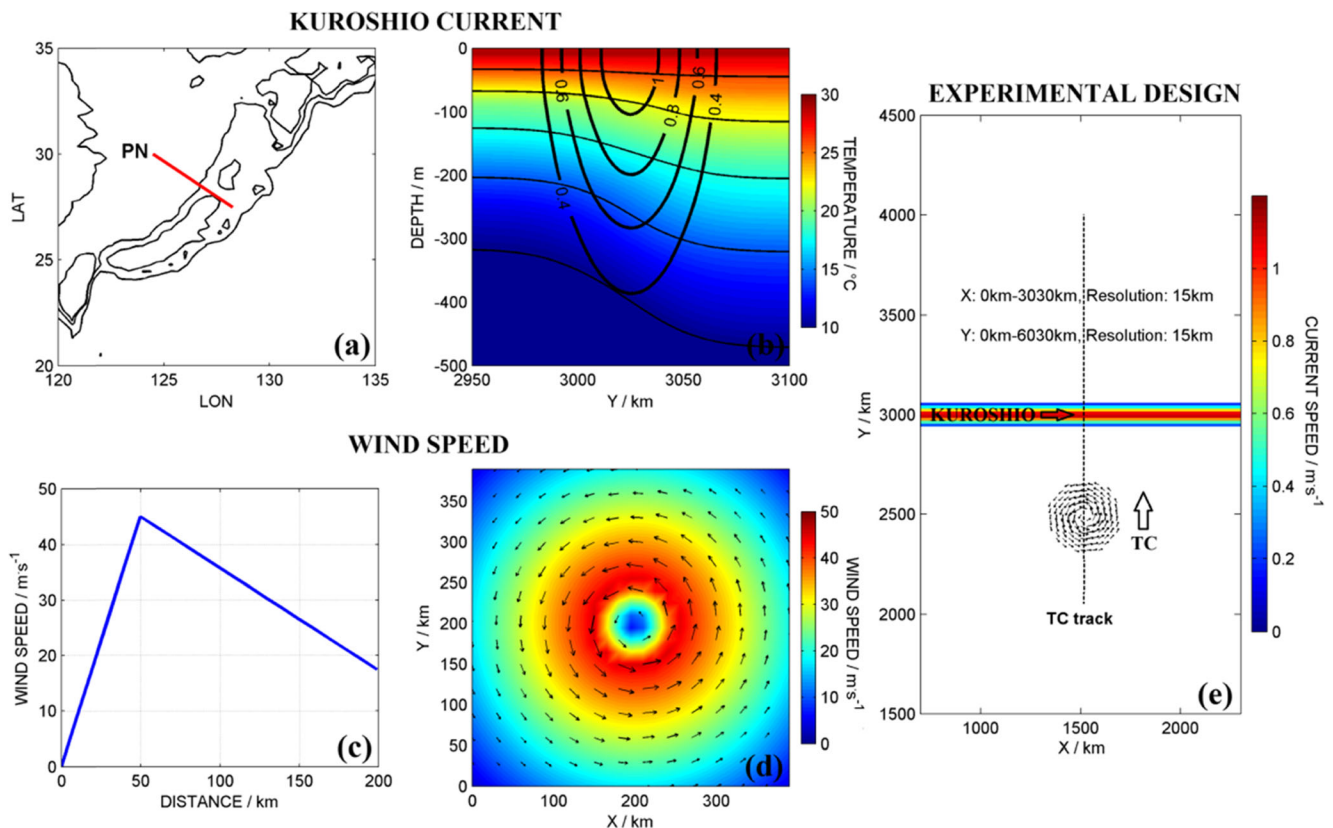 KUROSHIO CURRENT
35
30
25
20
LAT
PN
(a)
120
125
130
135
LON
0
-100
-200
-300
-400
-500
DEPTH / m
1
0.8
0.6
0.4
0.6
0.4
(b)
2950
3000
3050
3100
Y / km
30
25
20
15
10
TEMPERATURE / °C
WIND SPEED
50
40
30
20
10
0
WIND SPEED / m·s-1
(c)
0
50
100
150
200
DISTANCE / km
350
300
250
200
150
100
50
0
Y / km
(d)
0
100
200
300
X / km
50
40
30
20
10
0
WIND SPEED / m·s-1
EXPERIMENTAL DESIGN
4500
4000
3500
3000
2500
2000
1500
Y / km
X: 0km-3030km, Resolution: 15km
Y: 0km-6030km, Resolution: 15km
KUROSHIO
TC
TC track
(e)
1000
1500
2000
X / km
1
0.8
0.6
0.4
0.2
0
CURRENT SPEED / m·s-1